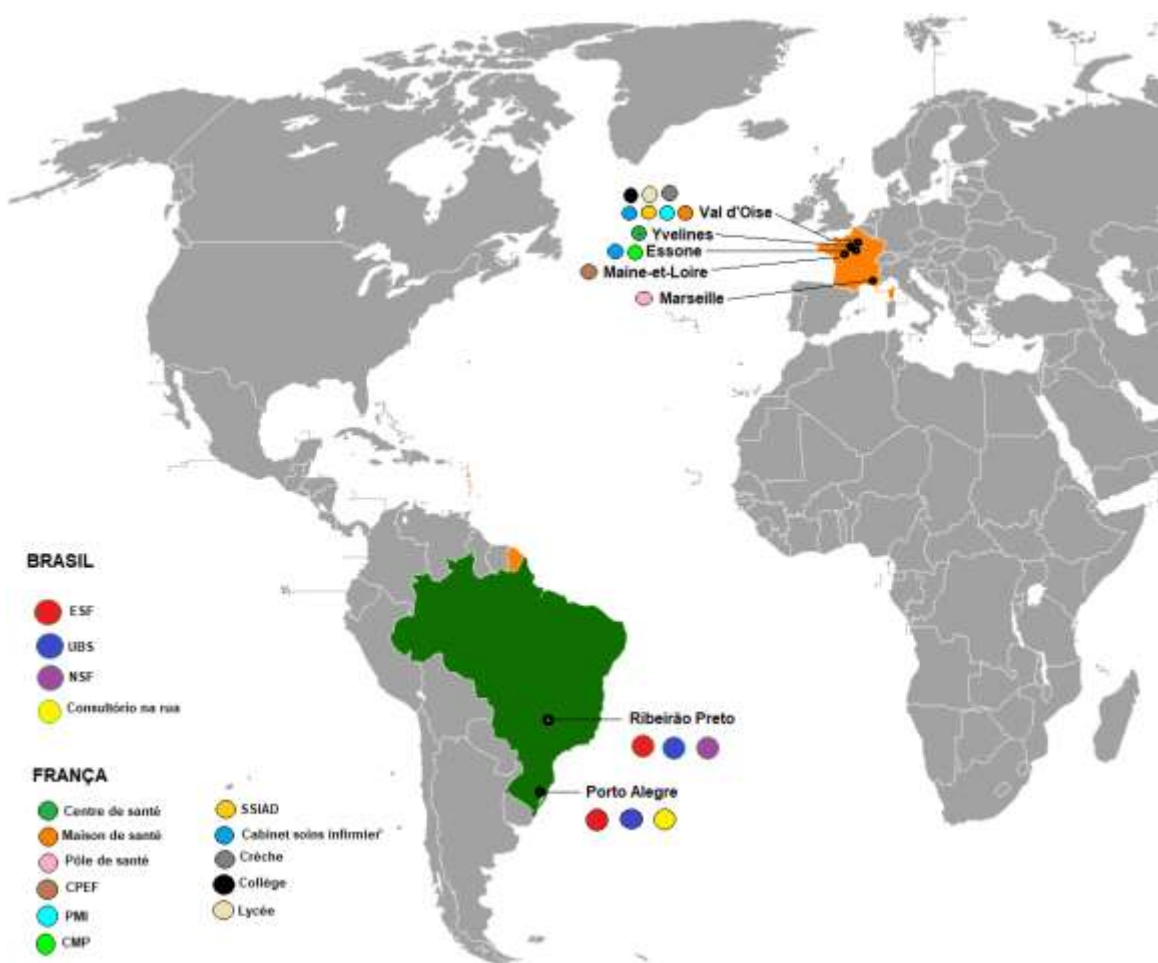 Val d'Oise
Yvelines
Essone
Maine-et-Loire
Marseille
BRASIL
ESF
UBS
NSF
Consultório na rua
Ribeirão Preto
Porto Alegre
FRANÇA
Centre de santé
Maison de santé
Pôle de santé
CPEF
PMI
CMP
SSIAD
Cabinet soins infirmier
Crèche
Collège
Lycée